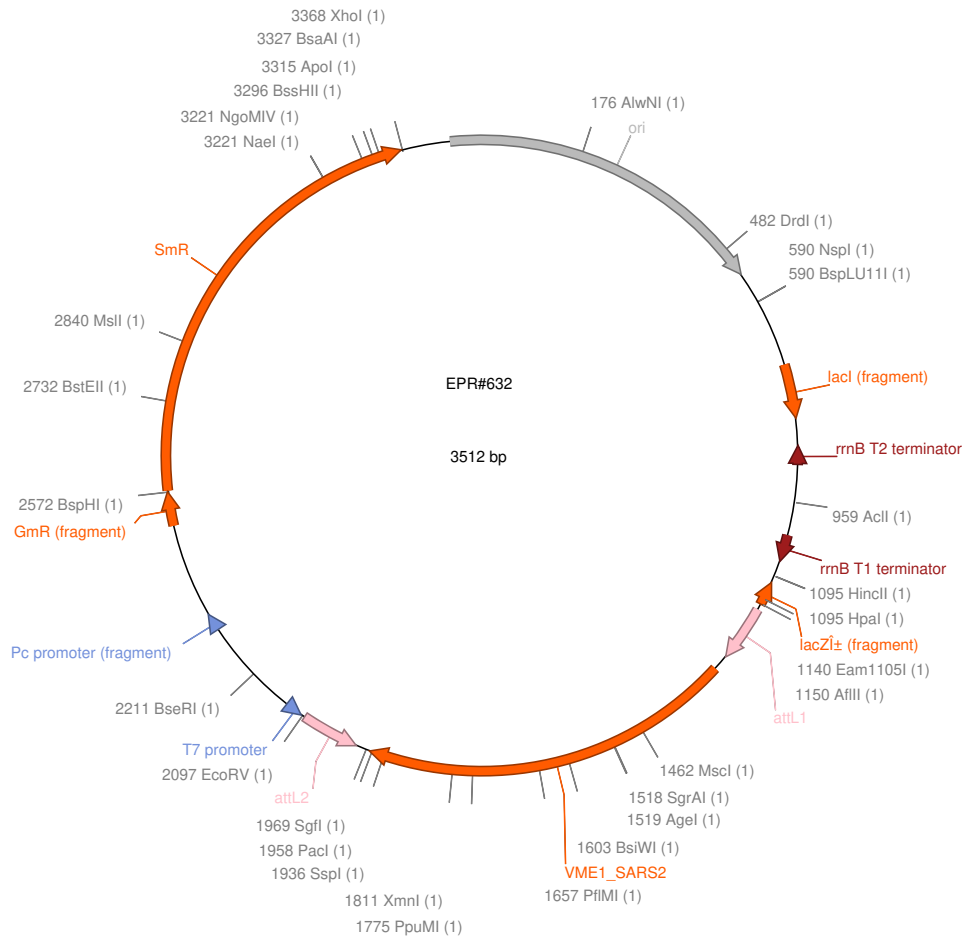 3368 XhoI (1)
3327 BsaAI (1)
3315 ApoI (1)
3296 BssHII (1)
3221 NgoMIV (1)
3221 NaeI (1)
176 AlwNI (1)
ori
482 DrdI (1)
590 NspI (1)
590 BspLU11I (1)
SmR
2840 MslI (1)
2732 BstEII (1)
EPR#632
3512 bp
lacI (fragment)
rrnB T2 terminator
2572 BspHI (1)
GmR (fragment)
959 AclI (1)
rrnB T1 terminator
1095 HincII (1)
1095 HpaI (1)
lacZÎ± (fragment)
1140 Eam1105I (1)
1150 AflII (1)
attL1
Pc promoter (fragment)
2211 BseRI (1)
T7 promoter
2097 EcoRV (1)
attL2
1969 SgfI (1)
1958 PacI (1)
1936 SspI (1)
1811 XmnI (1)
1775 PpuMI (1)
1462 MscI (1)
1518 SgrAI (1)
1519 AgeI (1)
1603 BsiWI (1)
VME1_SARS2
1657 PflMI (1)